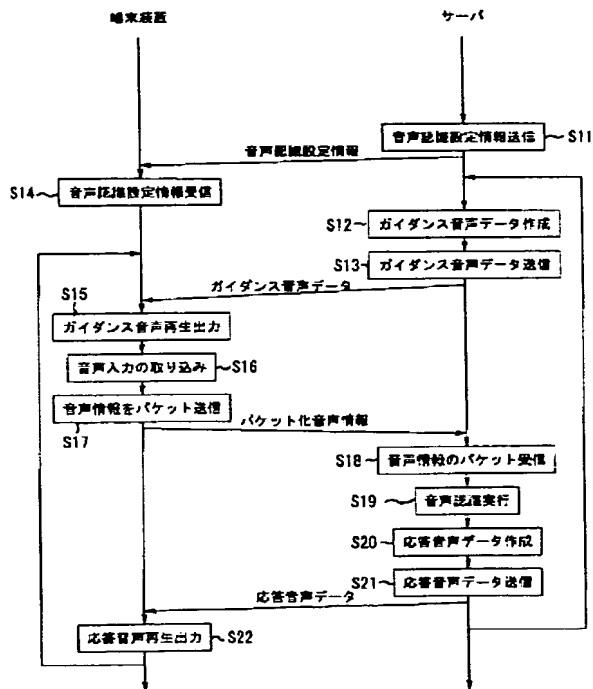 端末装置
サーバ
音声認識設定情報送信
S11
音声認識設定情報
S14
音声認識設定情報受信
S12
ガイダンス音声データ作成
S13
ガイダンス音声データ送信
ガイダンス音声データ
S15
ガイダンス音声再生出力
音声入力の取り込み
S16
音声情報をパケット送信
S17
パケット化音声情報
S18
音声情報のパケット受信
S19
音声認識実行
S20
応答音声データ作成
S21
応答音声データ送信
応答音声データ
応答音声再生出力
S22